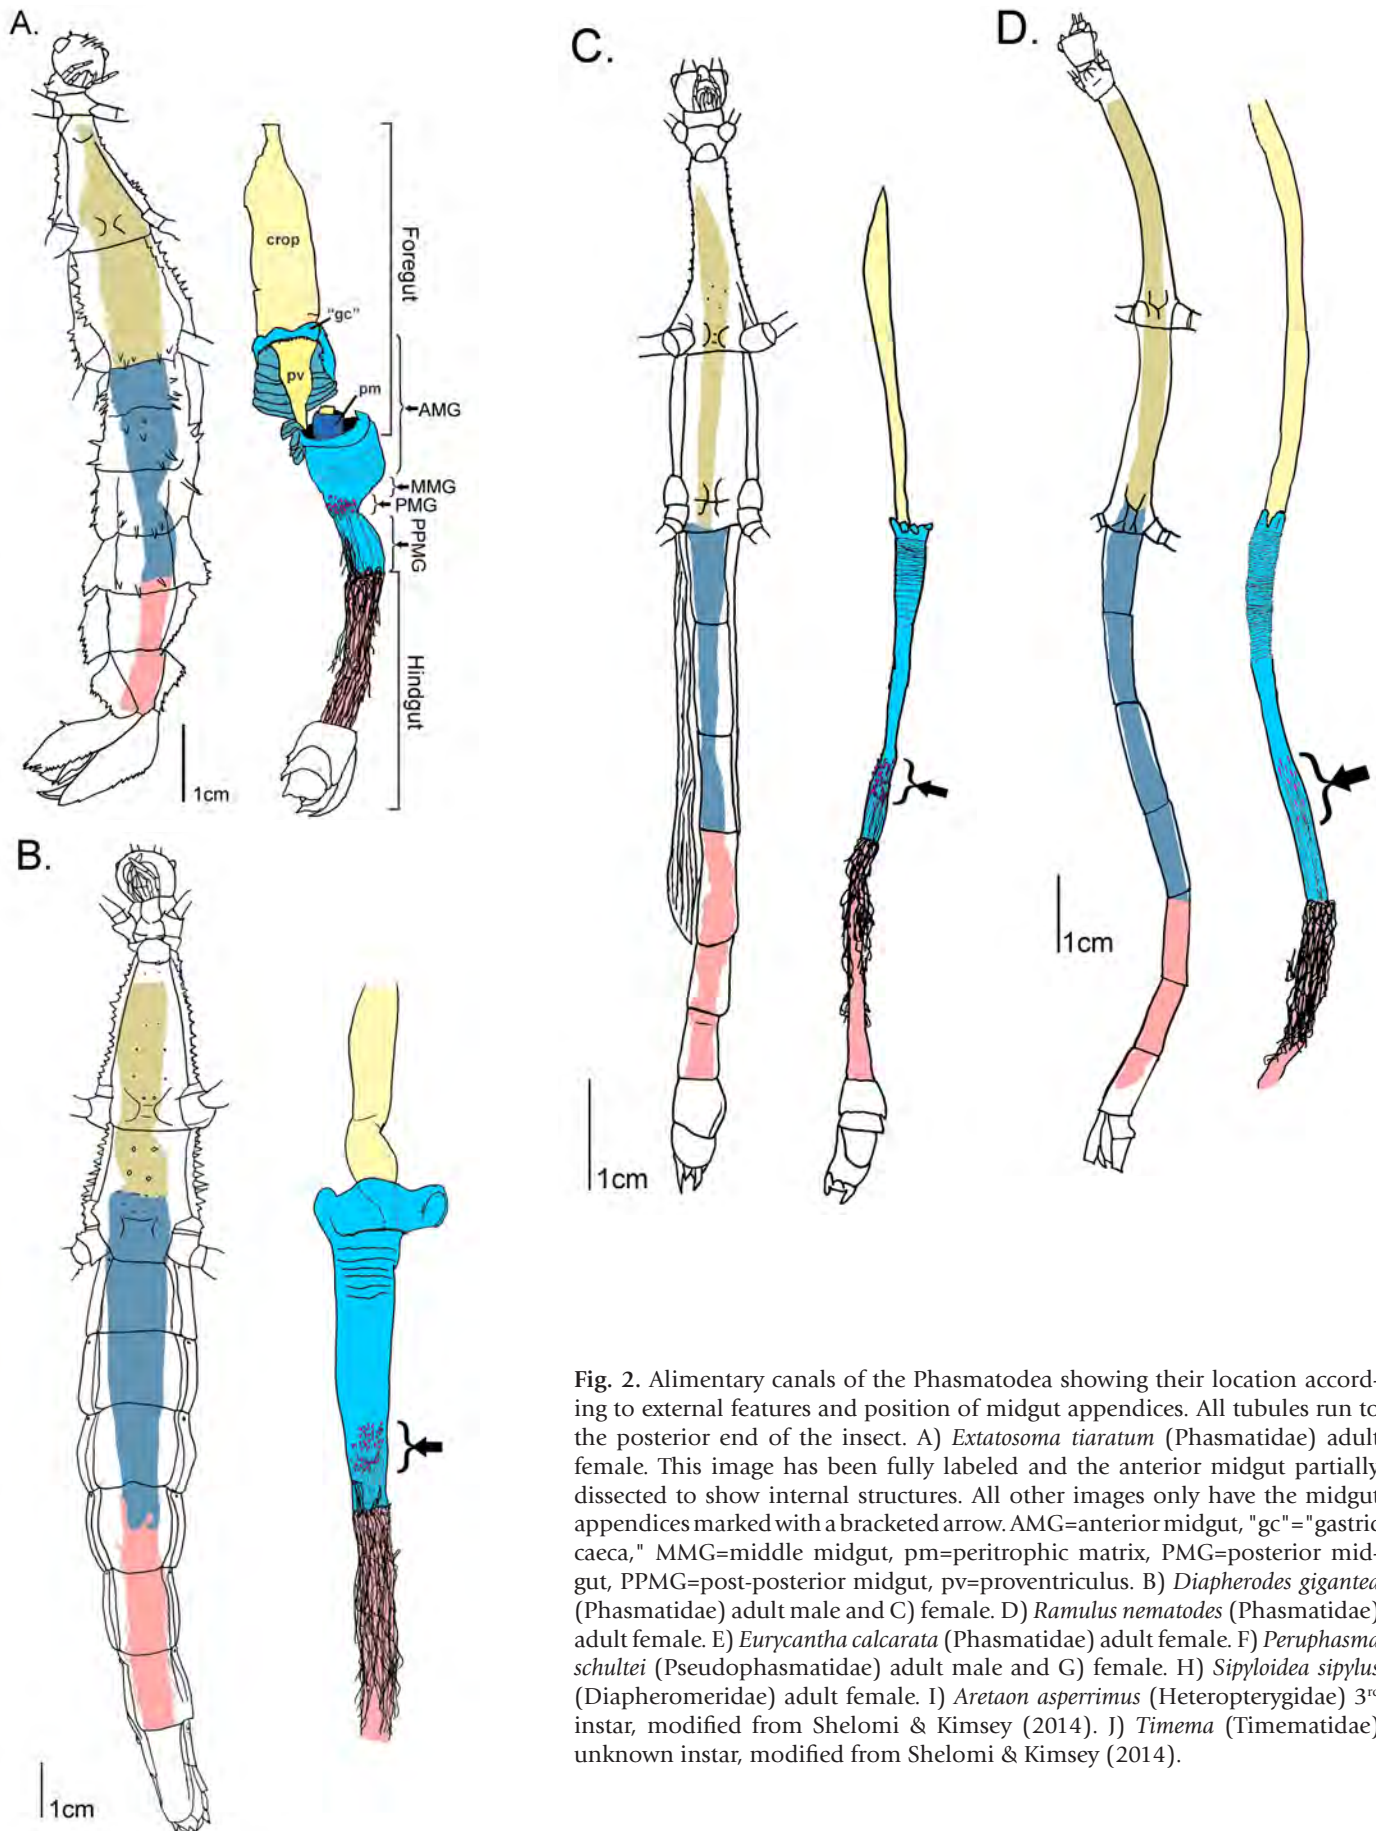 A.
crop
"gc"
pv
pm
Foregut
AMG
MMG
PMG
PPMG
Hindgut
1cm
B.
1cm
C.
1cm
D.
1cm
Fig. 2. Alimentary canals of the Phasmatodea showing their location accord-
ing to external features and position of midgut appendices. All tubules run to
the posterior end of the insect. A) Extatosoma tiaratum (Phasmatidae) adult
female. This image has been fully labeled and the anterior midgut partially
dissected to show internal structures. All other images only have the midgut
appendices marked with a bracketed arrow. AMG=anterior midgut, "gc"="gastric
caeca," MMG=middle midgut, pm=peritrophic matrix, PMG=posterior mid-
gut, PPMG=post-posterior midgut, pv=proventriculus. B) Diapherodes gigantea
(Phasmatidae) adult male and C) female. D) Ramulus nematodes (Phasmatidae)
adult female. E) Eurycantha calcarata (Phasmatidae) adult female. F) Peruphasma
schultei (Pseudophasmatidae) adult male and G) female. H) Sipyloidea sipylus
(Diapheromeridae) adult female. I) Aretaon asperrimus (Heteropterygidae) 3rd
instar, modified from Shelomi & Kimsey (2014). J) Timema (Timematidae)
unknown instar, modified from Shelomi & Kimsey (2014).